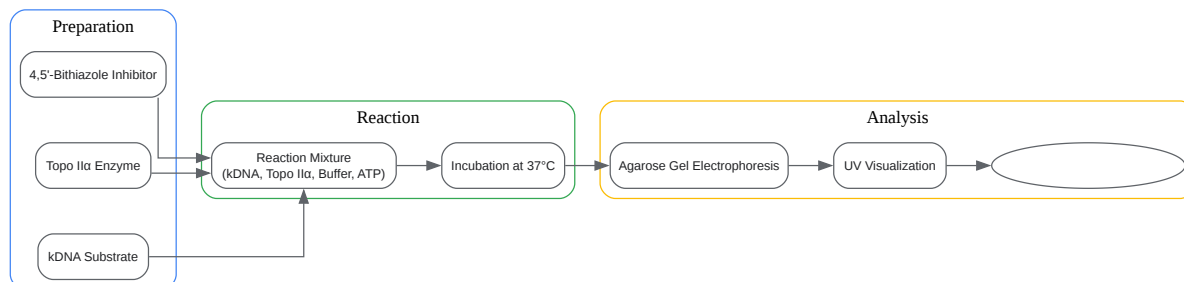 Preparation
4,5'-Bithiazole Inhibitor
Topo IIα Enzyme
kDNA Substrate
Reaction
Reaction Mixture
(kDNA, Topo IIα, Buffer, ATP)
Incubation at 37°C
Analysis
Agarose Gel Electrophoresis
UV Visualization